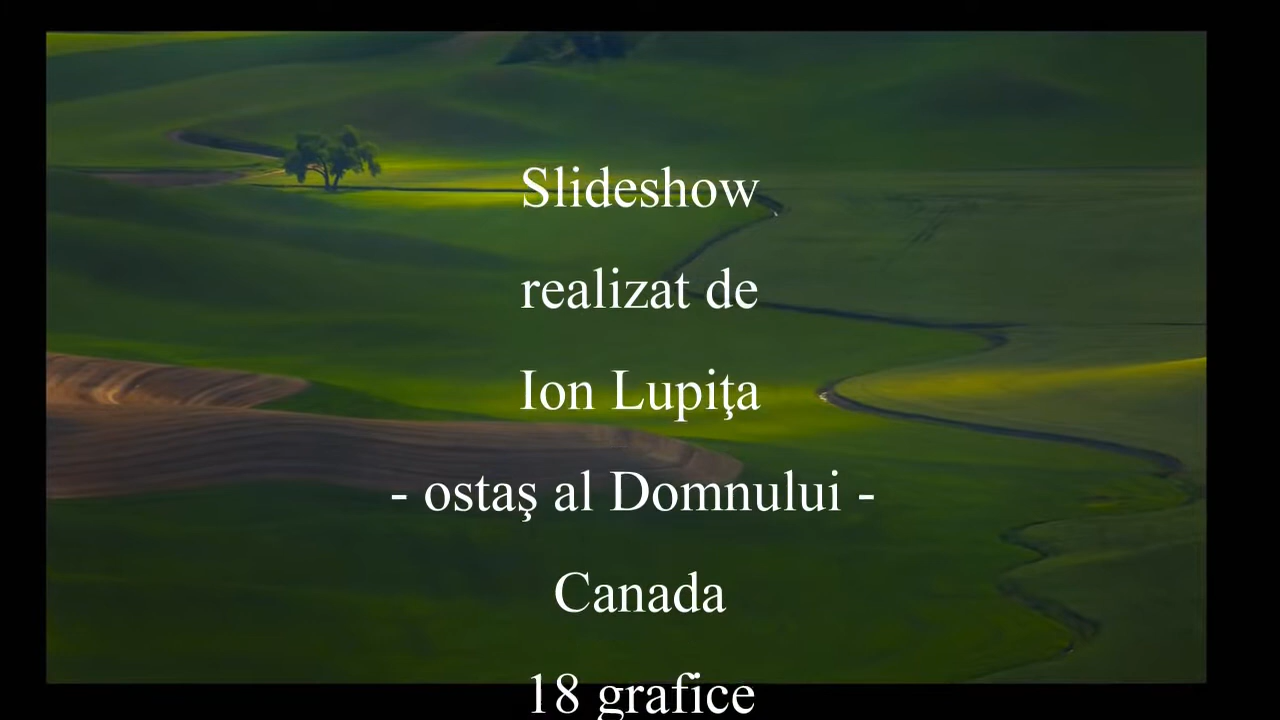 Slideshow
realizat de
Ion Lupiţa
- ostaş al Domnului -
Canada
18 grafice